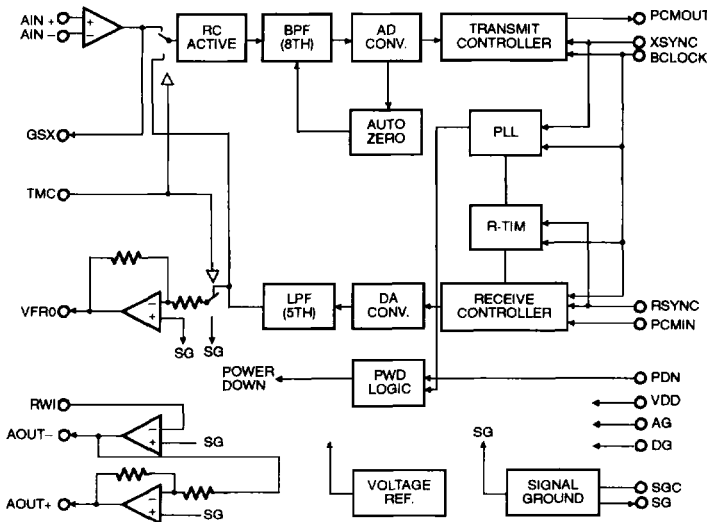 AIN +
AIN −
RC
ACTIVE
BPF
(8TH)
AD
CONV.
TRANSMIT
CONTROLLER
PCMOUT
XSYNC
BCLOCK
GSX
AUTO
ZERO
PLL
TMC
R-TIM
VFR0
SG
SG
LPF
(5TH)
DA
CONV.
RECEIVE
CONTROLLER
RSYNC
PCMIN
POWER
DOWN
PWD
LOGIC
PDN
VDD
AG
DG
RWI
AOUT−
SG
SG
AOUT+
SG
VOLTAGE
REF.
SIGNAL
GROUND
SGC
SG